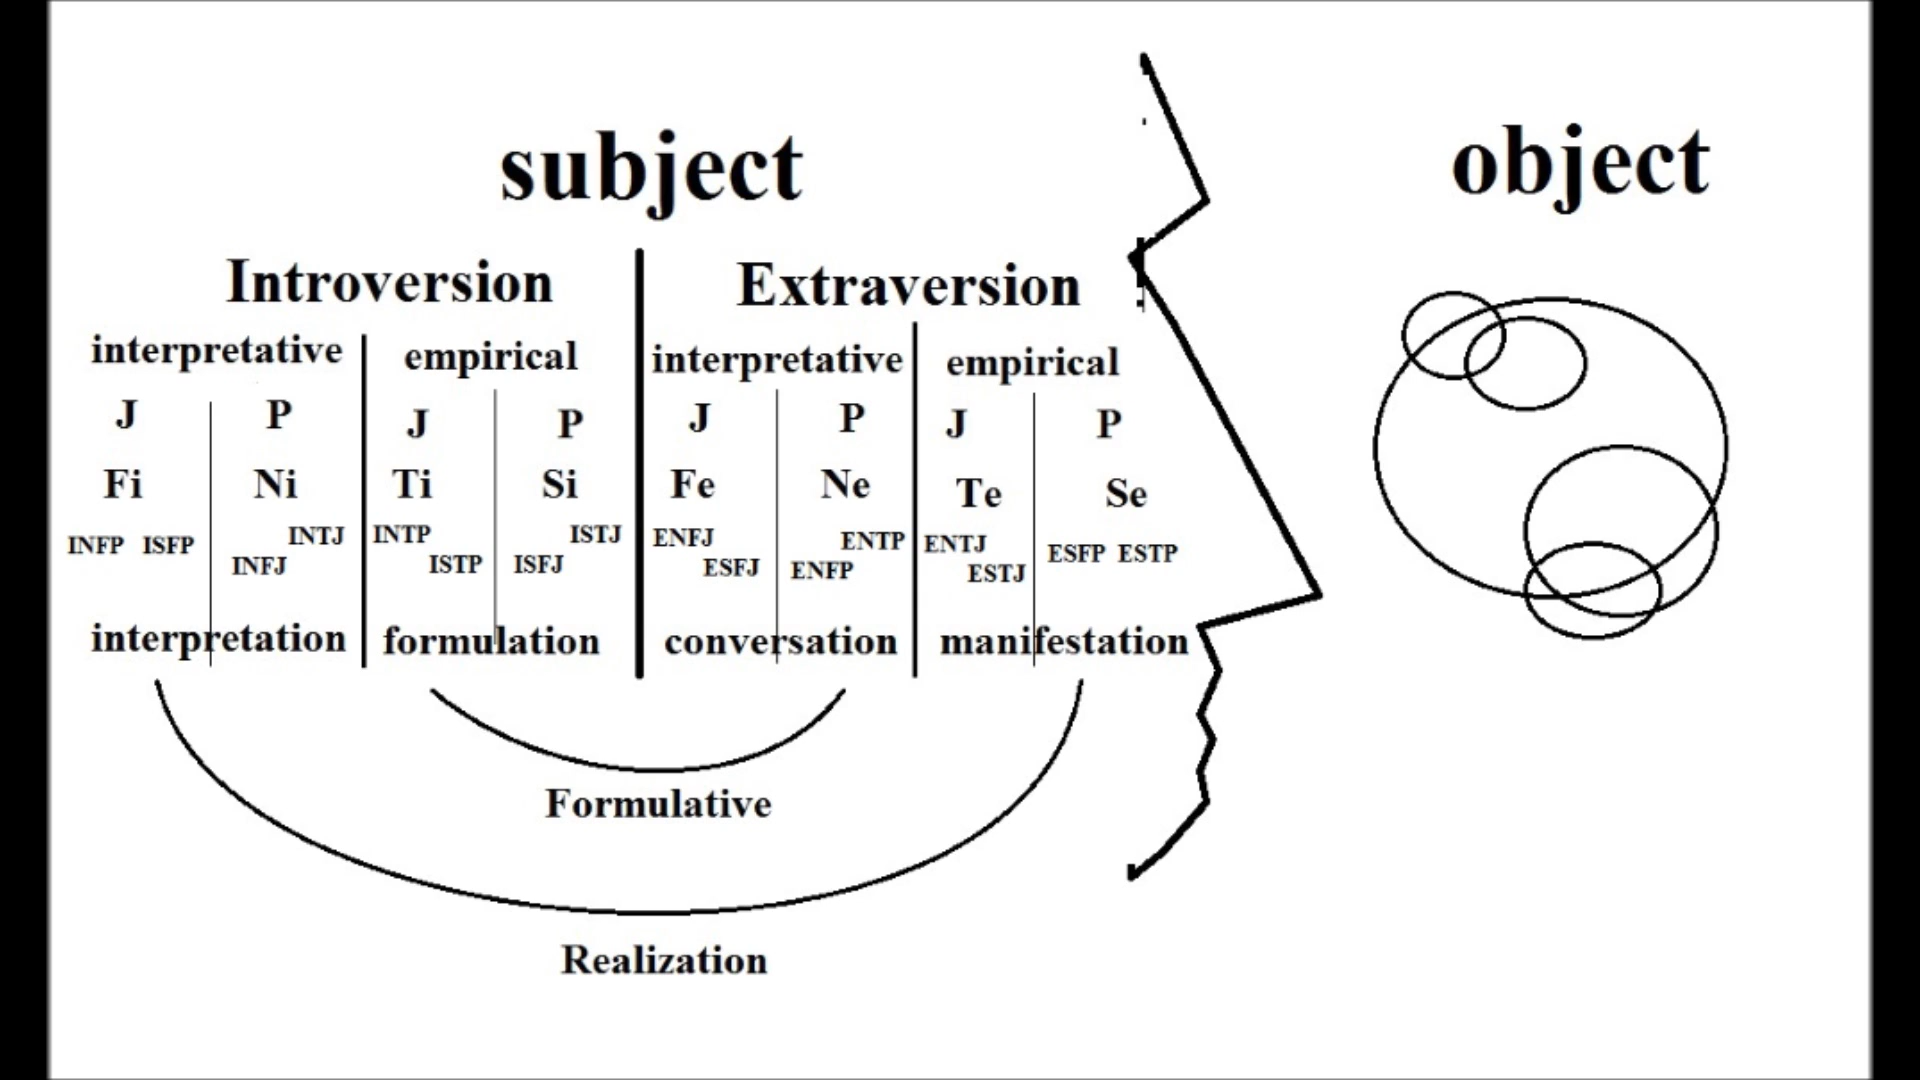 subject
object
Introversion
Extraversion
interpretative
empirical
interpretative
empirical
J
P
J
P
J
P
J
P
Fi
Ni
Ti
Si
Fe
Ne
Te
Se
INFP ISFP
INTJ
INFJ
INTP
ISTP
ISTJ
ISFJ
ENFJ
ESFJ
ENTP
ENFP
ENTJ
ESTJ
ESFP ESTP
interpretation
formulation
conversation
manifestation
Formulative
Realization